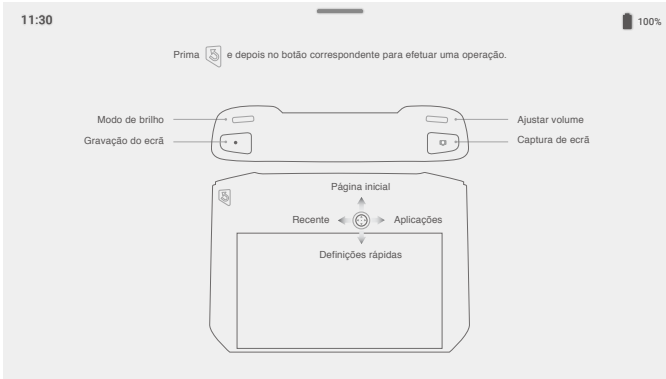 11:30
100%
Prima e depois no botão correspondente para efetuar uma operação.
Modo de brilho
Ajustar volume
Gravação do ecrã
Captura de ecrã
Página inicial
Recente
Aplicações
Definições rápidas